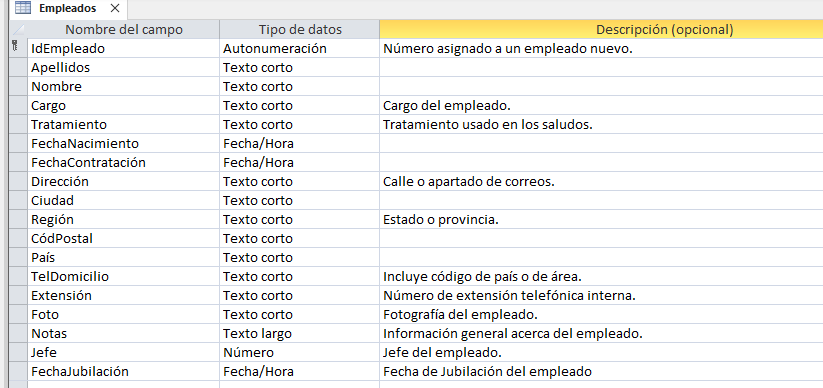 Empleados
Nombre del campo Tipo de datos Descripción (opcional)
IdEmpleado Autonumeración Número asignado a un empleado nuevo.
Apellidos Texto corto
Nombre Texto corto
Cargo Texto corto Cargo del empleado.
Tratamiento Texto corto Tratamiento usado en los saludos.
FechaNacimiento Fecha/Hora
FechaContratación Fecha/Hora
Dirección Texto corto Calle o apartado de correos.
Ciudad Texto corto
Región Texto corto Estado o provincia.
CódPostal Texto corto
País Texto corto
TelDomicilio Texto corto Incluye código de país o de área.
Extensión Texto corto Número de extensión telefónica interna.
Foto Texto corto Fotografía del empleado.
Notas Texto largo Información general acerca del empleado.
Jefe Número Jefe del empleado.
FechaJubilación Fecha/Hora Fecha de Jubilación del empleado